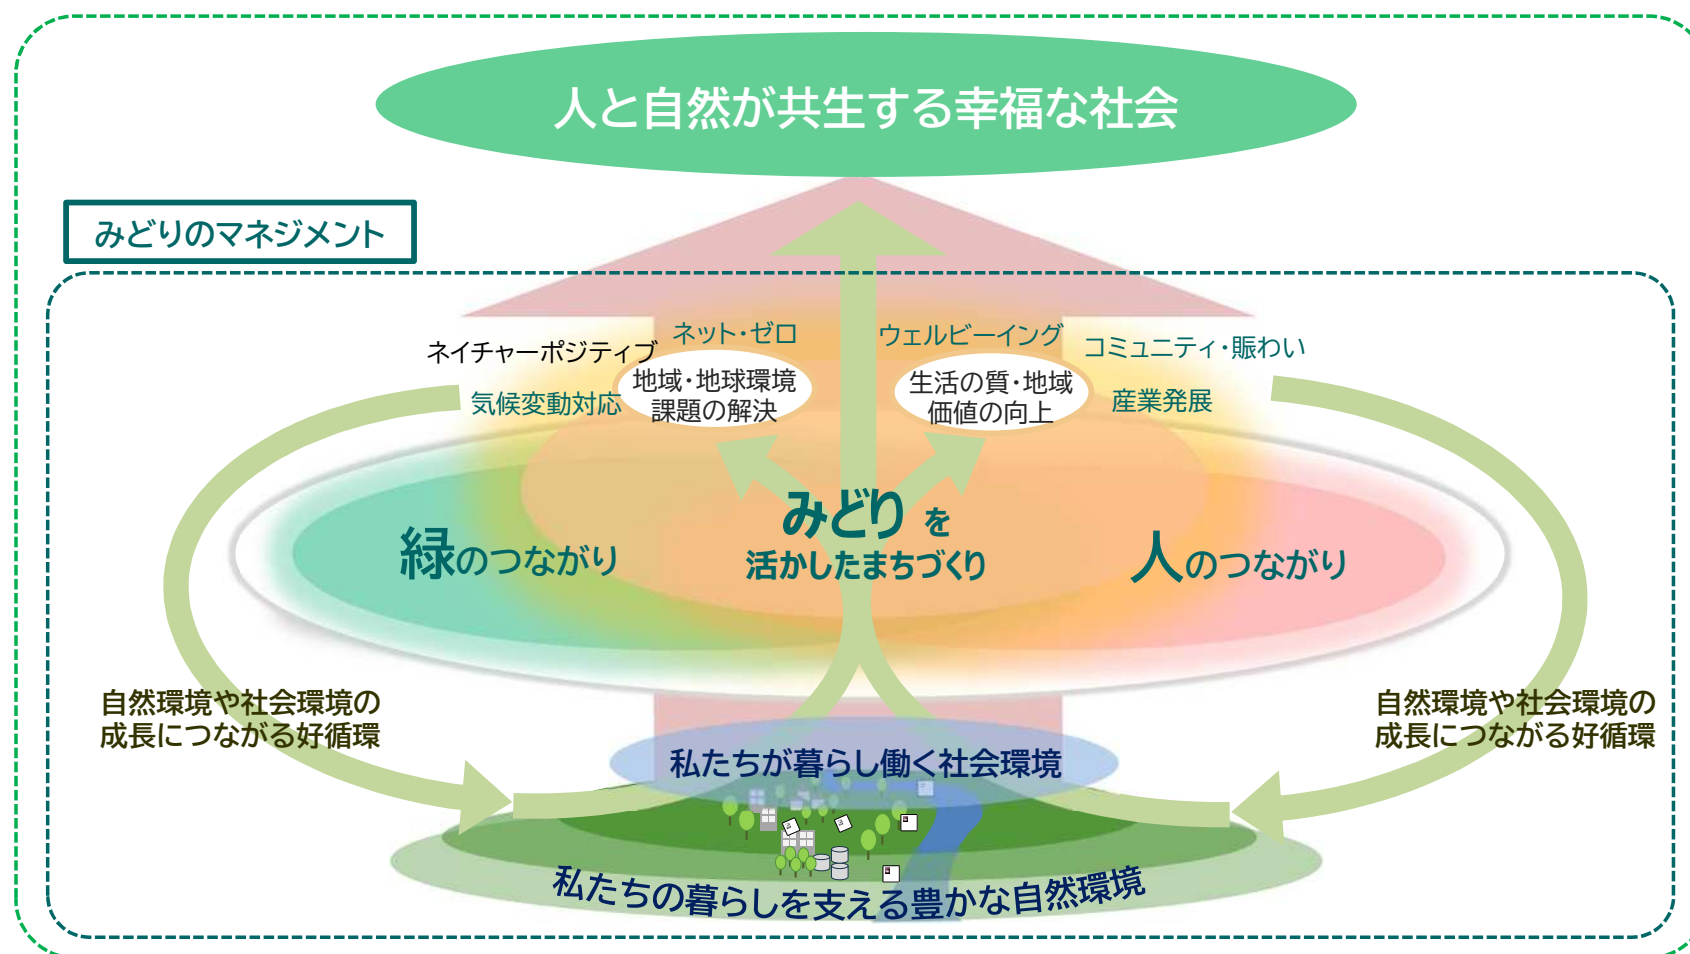 人と自然が共生する幸福な社会
みどりのマネジメント
ネット・ゼロ
ウェルビーイング
ネイチャーポジティブ
コミュニティ・賑わい
地域・地球環境
課題の解決
生活の質・地域
価値の向上
気候変動対応
産業発展
みどり を
活かしたまちづくり
緑のつながり
人のつながり
自然環境や社会環境の
成長につながる好循環
自然環境や社会環境の
成長につながる好循環
私たちが暮らし働く社会環境
私たちの暮らしを支える豊かな自然環境